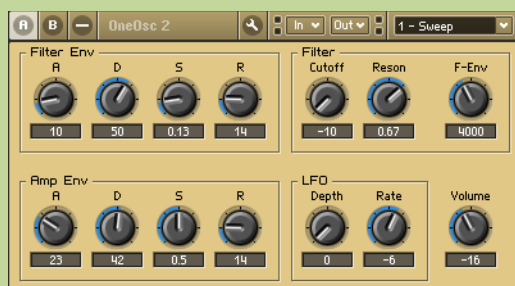 A B OneOsc 2 In Out 1 - Sweep
Filter Env Filter
A D S R Cutoff Reson F-Env
10 50 0.13 14 -10 0.67 4000
Amp Env LFO
A D S R Depth Rate Volume
23 42 0.5 14 0 -6 -16